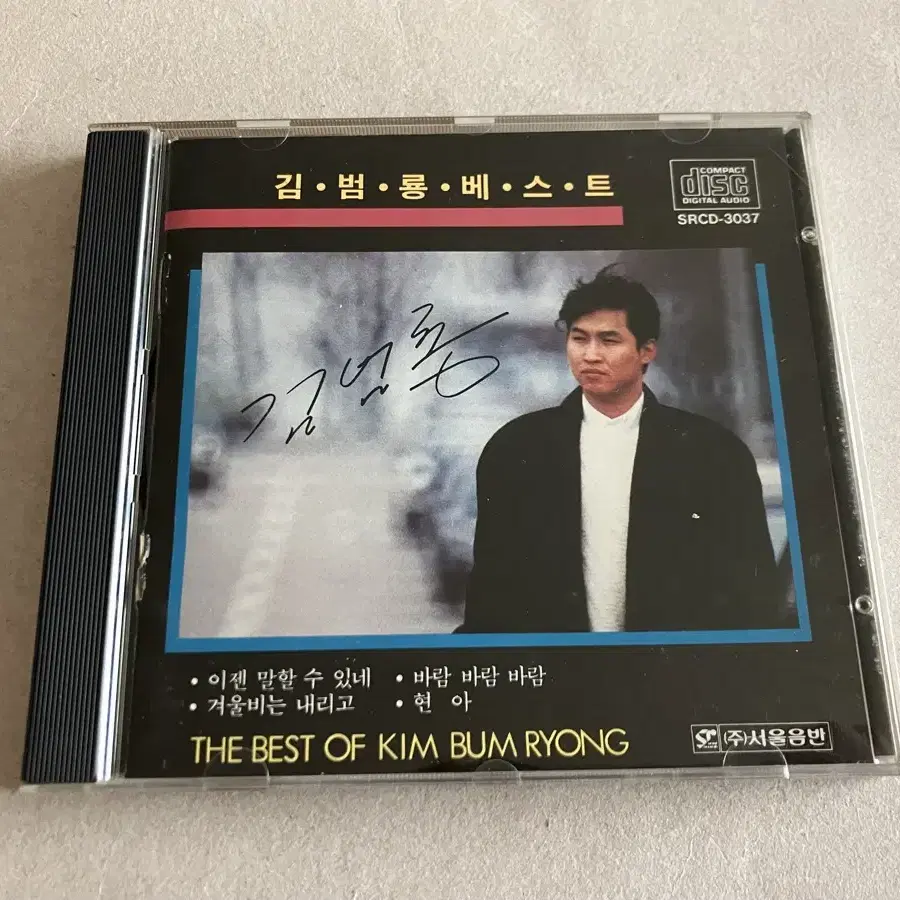 김·범·룡·베·스·트
COMPACT
disc
DIGITAL AUDIO
SRCD-3037
김범룡
· 이젠 말할 수 있네 · 바람 바람 바람
· 겨울비는 내리고 · 현 아
THE BEST OF KIM BUM RYONG
(주)서울음반